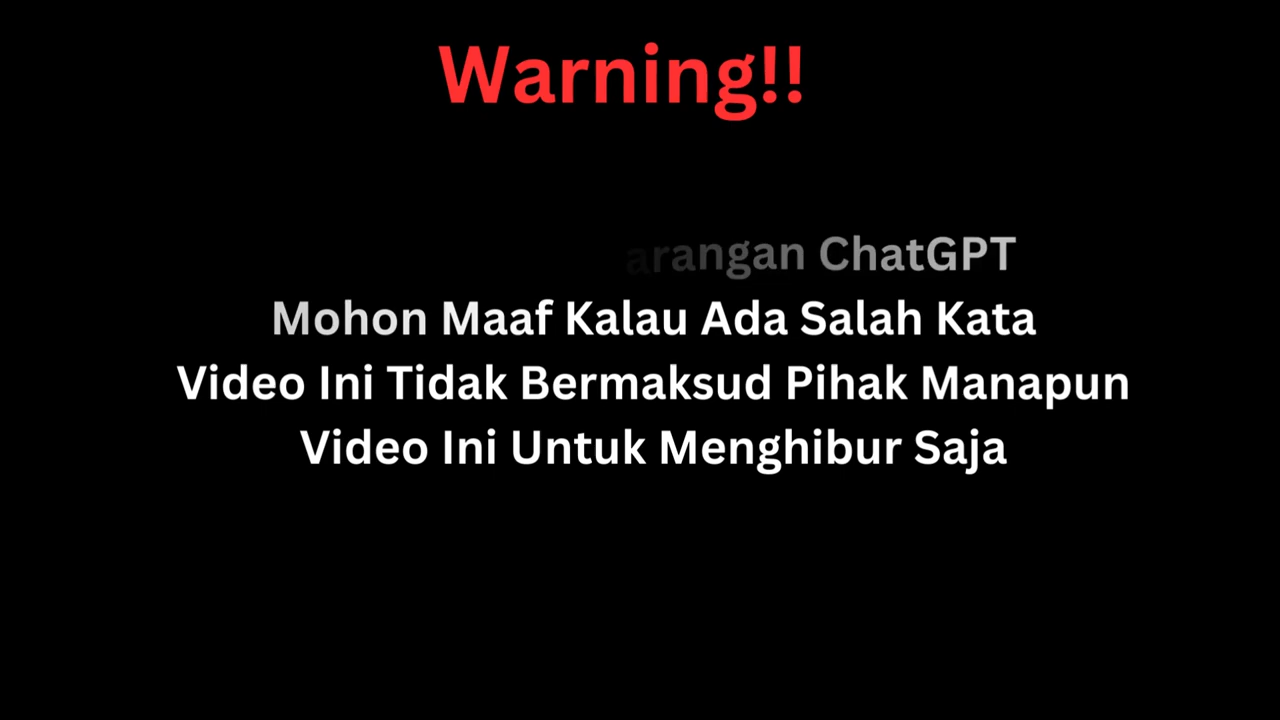 Warning!!
ChatGPT
Mohon Maaf Kalau Ada Salah Kata
Video Ini Tidak Bermaksud Pihak Manapun
Video Ini Untuk Menghibur Saja